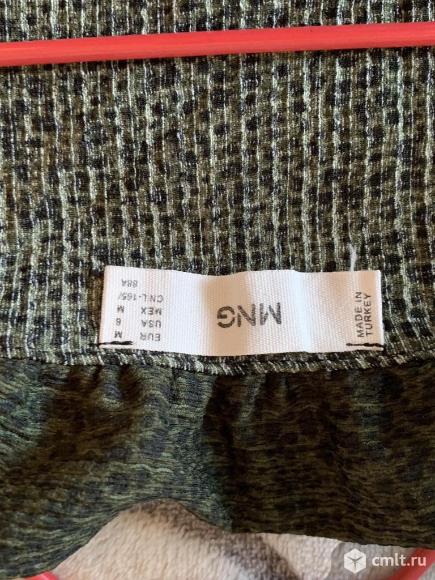 MADE IN
TURKEY
MNG
EUR M
USA 6
MEX M
CN-L-165/
88A
cmlt.ru